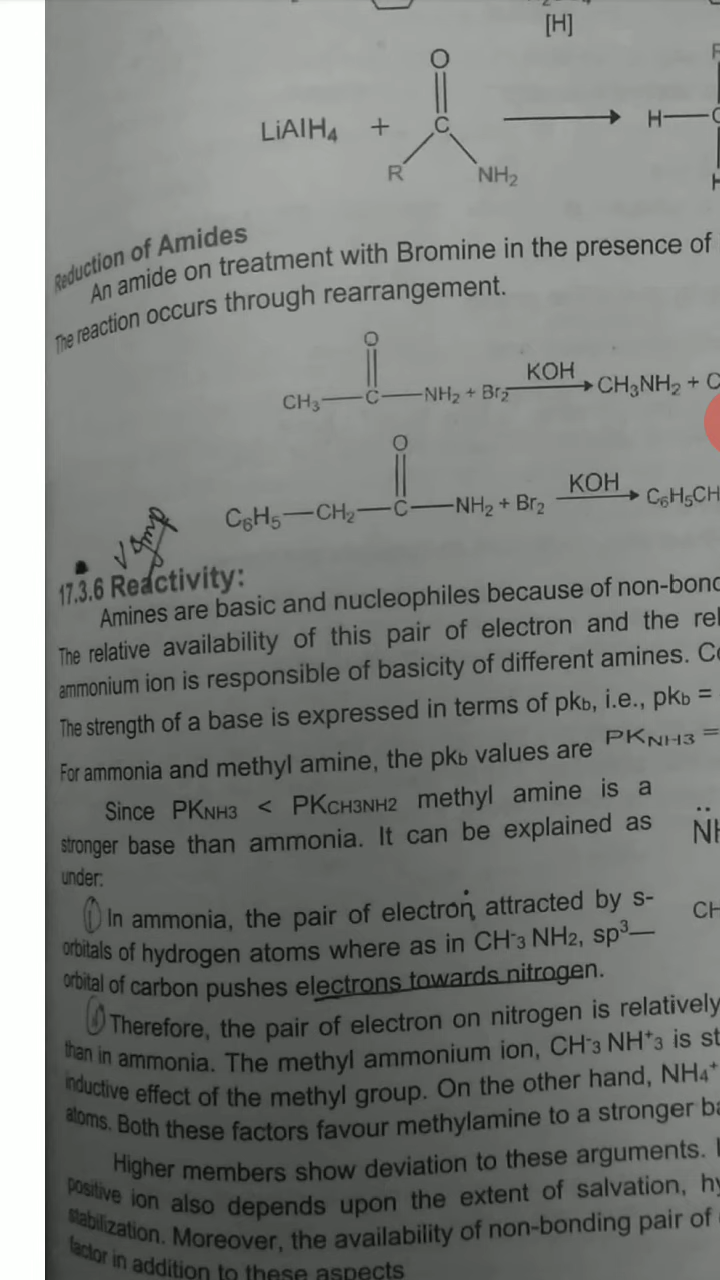 [H]
O
LiAlH4 + C H—
R NH2
Reduction of Amides
An amide on treatment with Bromine in the presence of
The reaction occurs through rearrangement.
O
CH3—C—NH2 + Br2 KOH CH3NH2 +
O
C6H5—CH2—C—NH2 + Br2 KOH C6H5CH
V Imp
17.3.6 Reactivity:
Amines are basic and nucleophiles because of
The relative availability of this pair of electron and the
ammonium ion is responsible of basicity of different amines.
The strength of a base is expressed in terms of pkb, i.e., pkb =
For ammonia and methyl amine, the pkb values are PKNH3 =
Since PKNH3 < PKCH3NH2 methyl amine is a
stronger base than ammonia. It can be explained as
under:
In ammonia, the pair of electron attracted by s-
orbitals of hydrogen atoms where as in CH-3 NH2, sp3—
orbital of carbon pushes electrons towards nitrogen.
Therefore, the pair of electron on nitrogen is relatively
than in ammonia. The methyl ammonium ion, CH-3 NH+3 is
inductive effect of the methyl group. On the other hand, NH4+
atoms. Both these factors favour methylamine to a stronger
Higher members show deviation to these arguments.
positive ion also depends upon the extent of salvation,
stabilization. Moreover, the availability of non-bonding pair of
factor in addition to these aspects